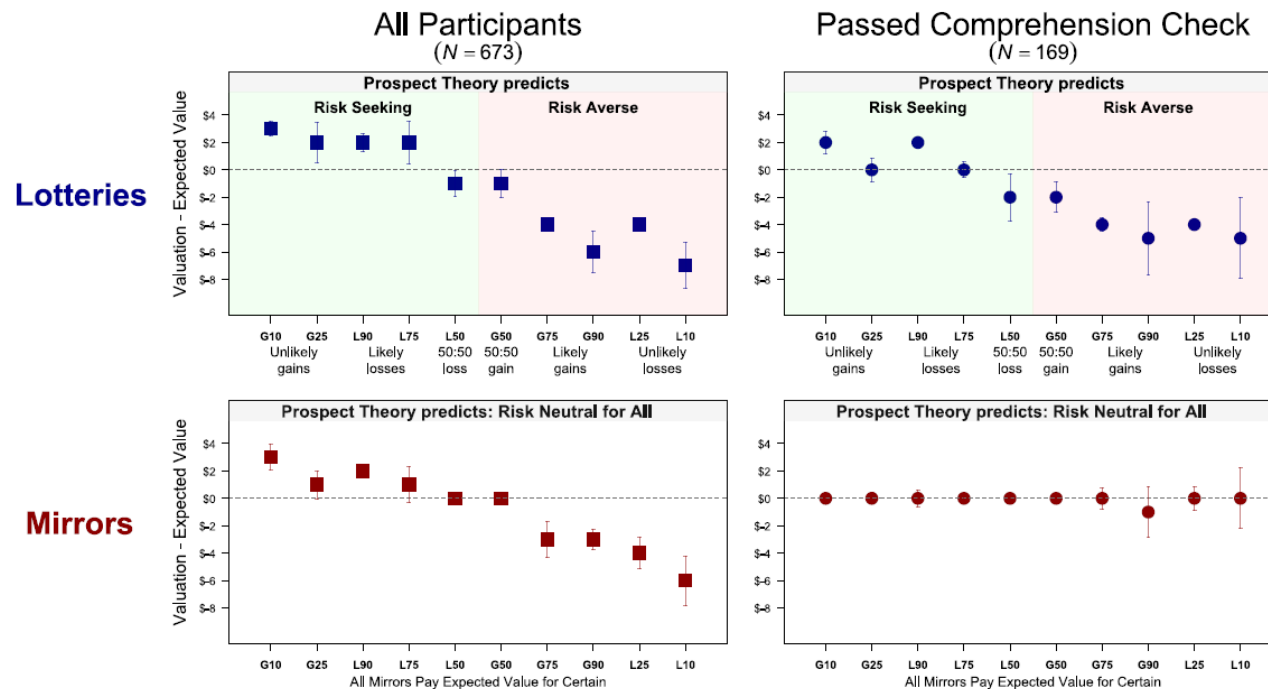 All Participants
(N = 673)
Passed Comprehension Check
(N = 169)
Lotteries
Valuation - Expected Value
Prospect Theory predicts
Risk Seeking
Risk Averse
$4
$2
$0
$-2
$-4
$-6
$-8
G10 G25 L90 L75 L50 G50 G75 G90 L25 L10
Unlikely Likely 50:50 50:50 Likely Unlikely
gains losses loss gain gains losses
Prospect Theory predicts
Risk Seeking
Risk Averse
$4
$2
$0
$-2
$-4
$-6
$-8
G10 G25 L90 L75 L50 G50 G75 G90 L25 L10
Unlikely Likely 50:50 50:50 Likely Unlikely
gains losses loss gain gains losses
Mirrors
Valuation - Expected Value
Prospect Theory predicts: Risk Neutral for All
$4
$2
$0
$-2
$-4
$-6
$-8
G10 G25 L90 L75 L50 G50 G75 G90 L25 L10
All Mirrors Pay Expected Value for Certain
Prospect Theory predicts: Risk Neutral for All
$4
$2
$0
$-2
$-4
$-6
$-8
G10 G25 L90 L75 L50 G50 G75 G90 L25 L10
All Mirrors Pay Expected Value for Certain